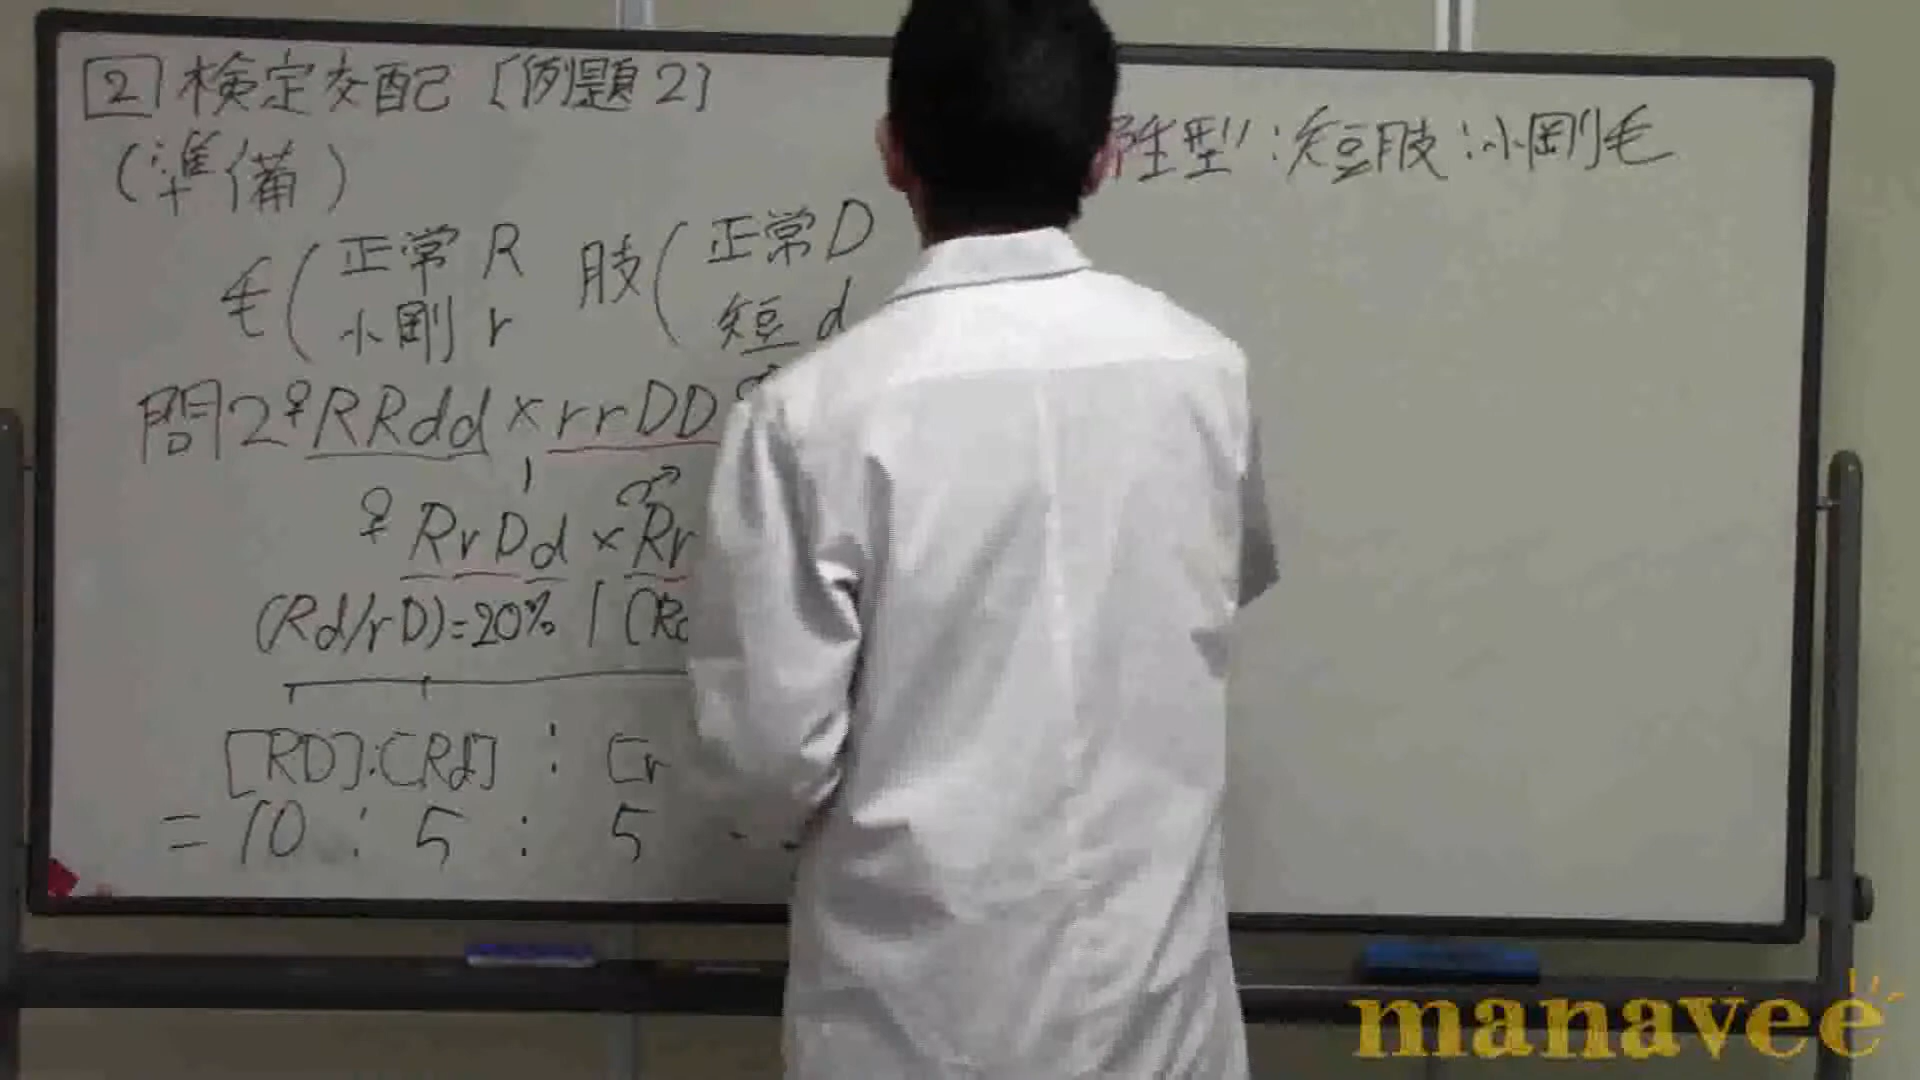 2 検定交配〔例題2〕
(準備)
毛(正常 R 肢(正常 D
小剛 r 短 d
問2 ♀RRdd × rrDD
♀ RrDd × ♂Rr
(Rd/rD)=20%
[RD]:[Rd] : [r
= 10 : 5 : 5
性型:短肢:小剛毛
manavee